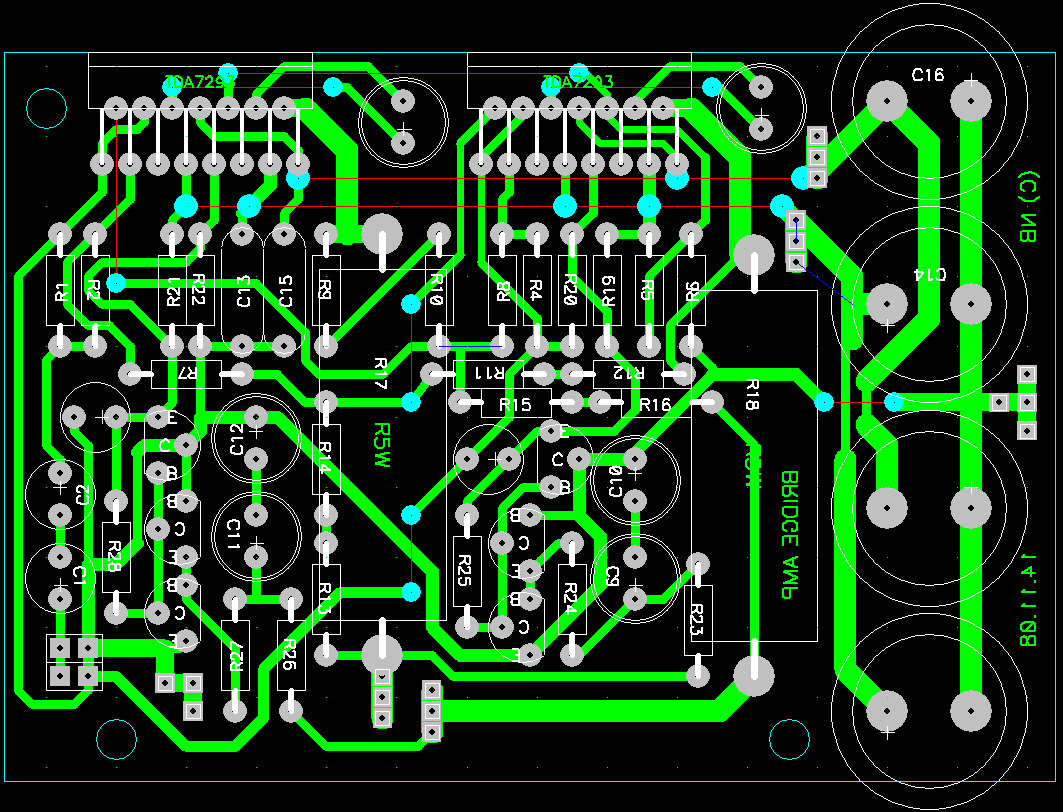 TDA7293
TDA7293
C16
(C) NB
C14
R1
R2
R21
R22
C13
C15
R9
R10
R8
R4
R20
R19
R5
R6
R7
R17
R11
R12
R18
R15
R16
E
C12
R14
R5W
E
C
B
C
B
C10
R5W
BRIDGE AMP
C2
B
C
E
C11
B
C
E
C1
R28
R25
R24
C9
14.11.08
B
C
E
R13
B
C
E
R23
R27
R26